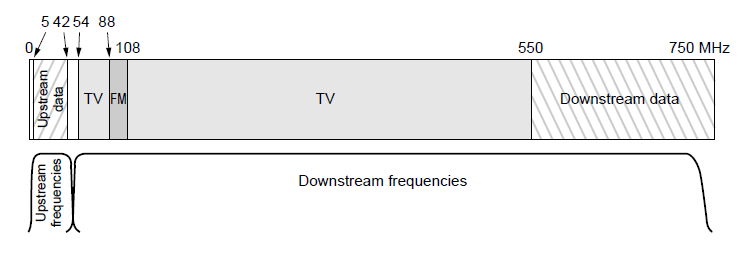 5 42 54 88
0 108 550 750 MHz
Upstream
data
TV FM TV Downstream data
Upstream
frequencies
Downstream frequencies